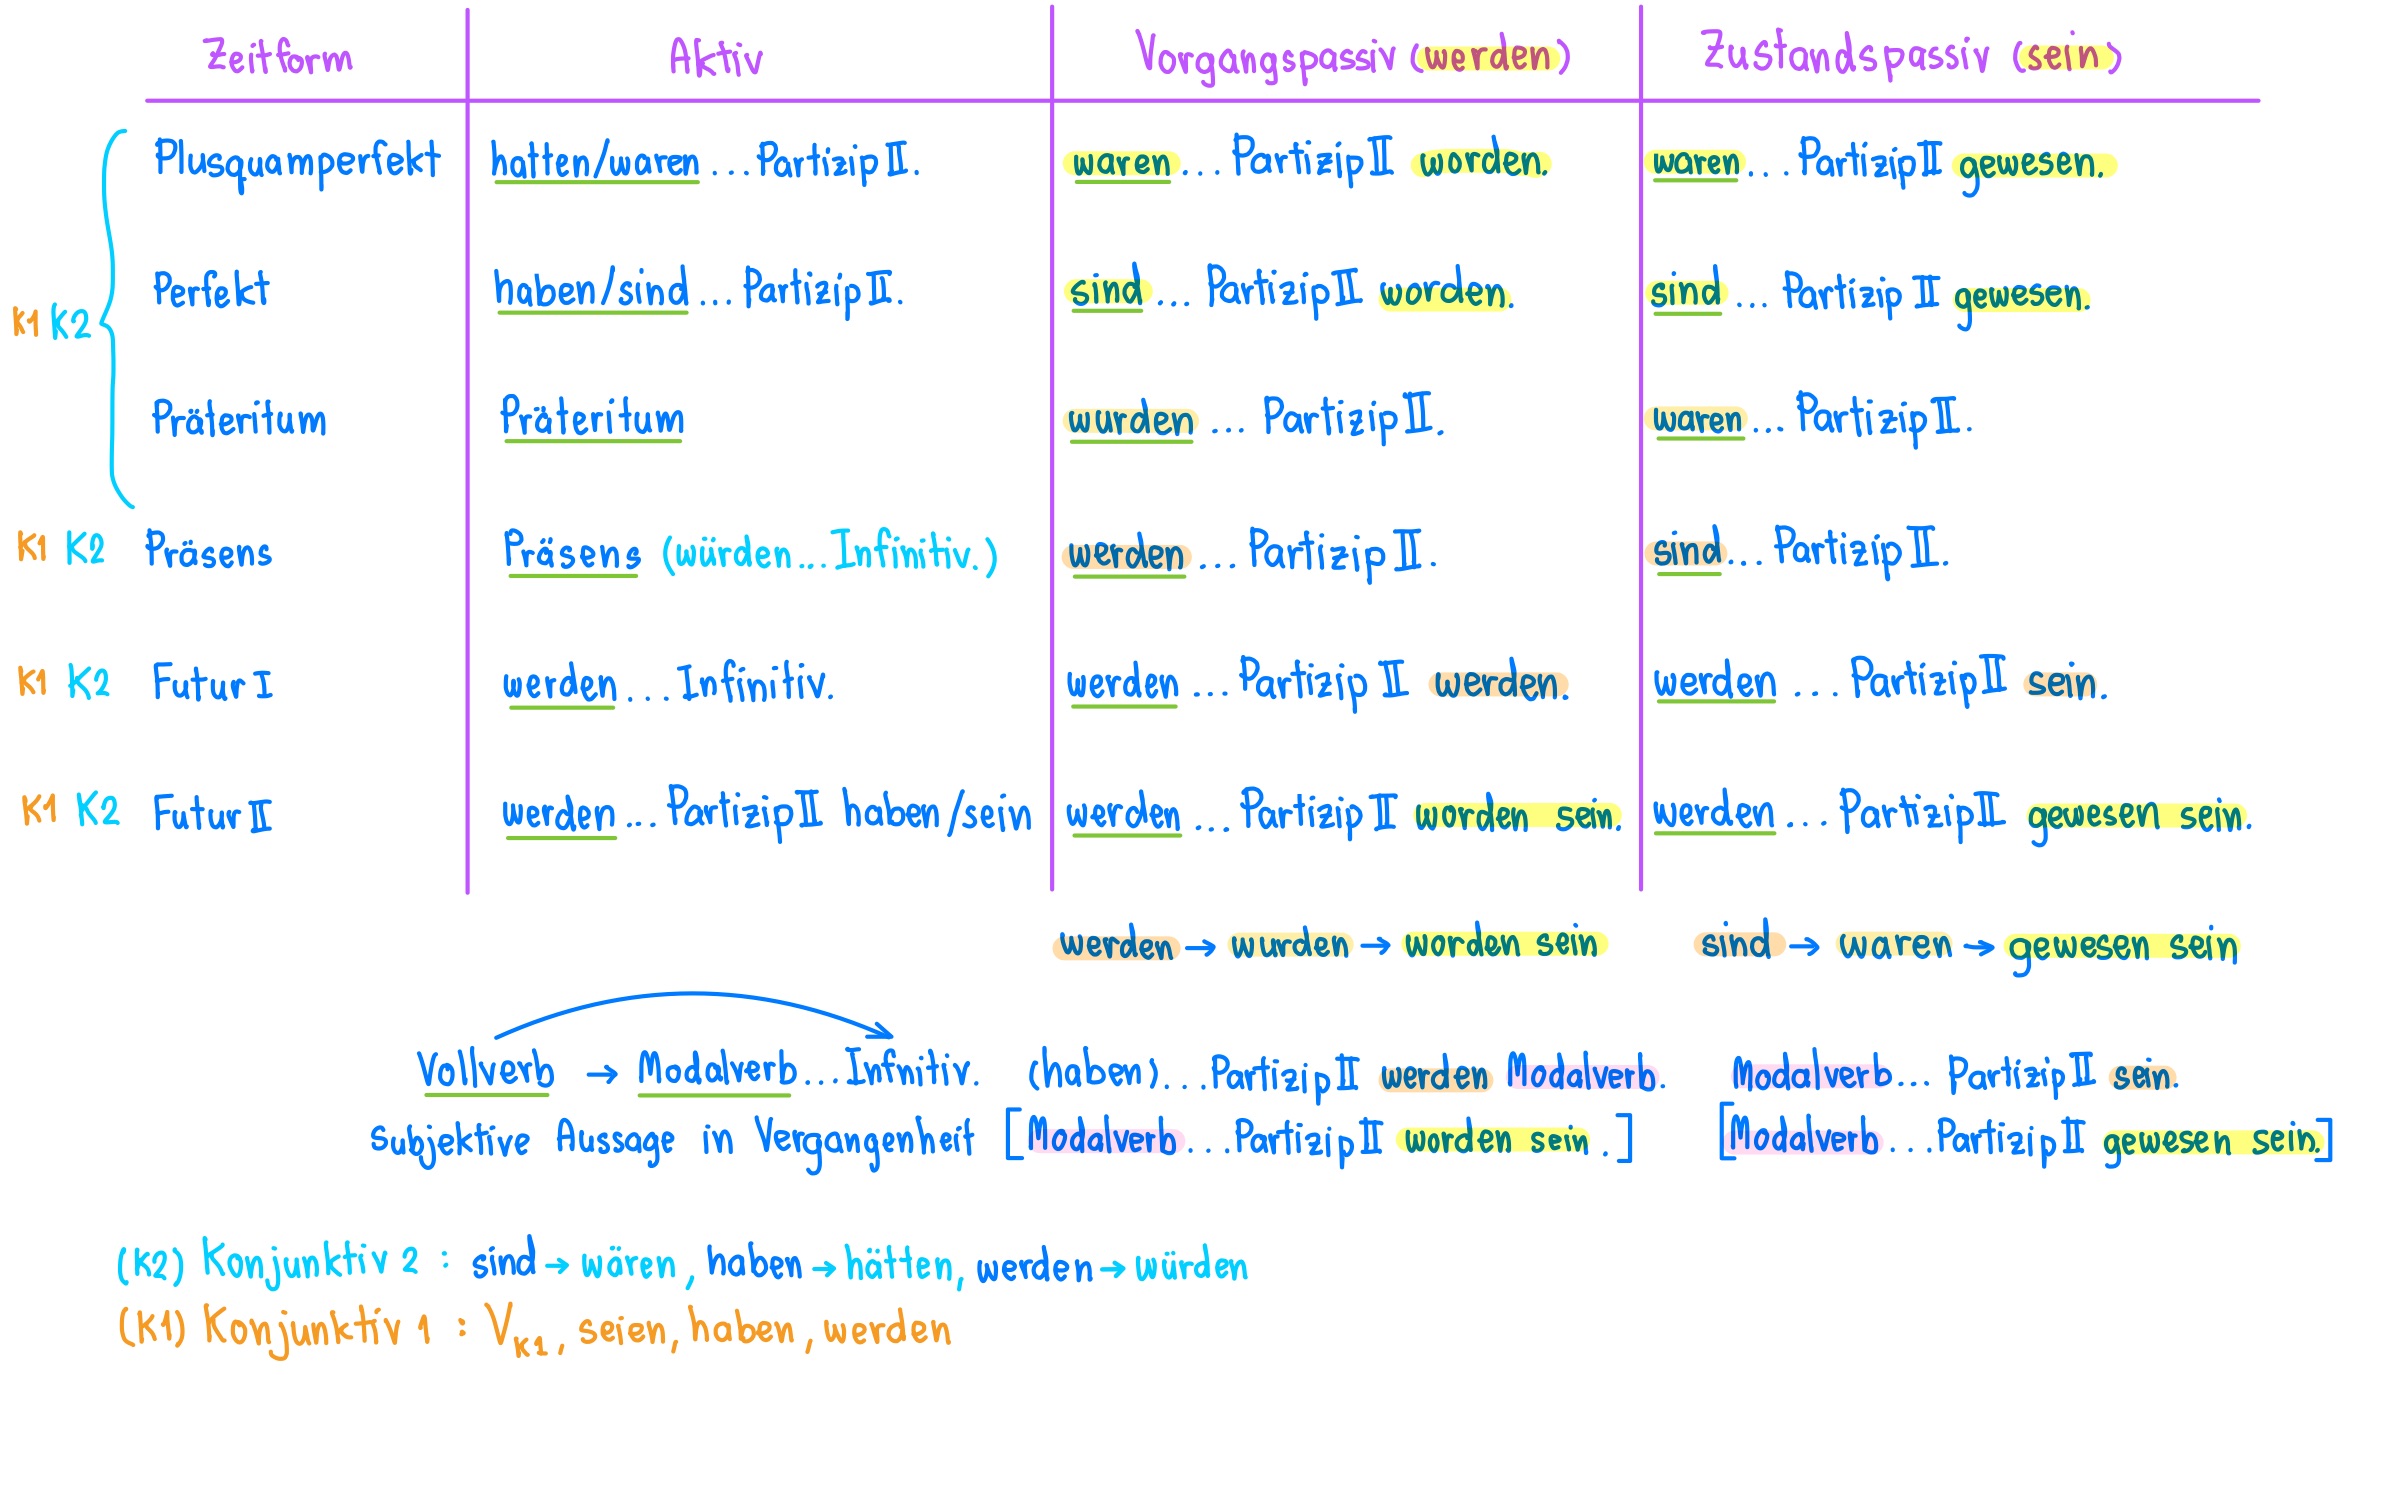 Zeitform Aktiv Vorgangspassiv (werden) Zustandspassiv (sein)
Plusquamperfekt hatten/waren ... Partizip II. waren ... Partizip II worden. waren ... Partizip II gewesen.
Perfekt haben/sind ... Partizip II. sind ... Partizip II worden. sind ... Partizip II gewesen.
K1 K2
Präteritum Präteritum wurden ... Partizip II. waren ... Partizip II.
K1 K2 Präsens Präsens (würden ... Infinitiv.) werden ... Partizip II. sind ... Partizip II.
K1 K2 Futur I werden ... Infinitiv. werden ... Partizip II werden. werden ... Partizip II sein.
K1 K2 Futur II werden ... Partizip II haben/sein werden ... Partizip II worden sein. werden ... Partizip II gewesen sein.
werden → wurden → worden sein sind → waren → gewesen sein
Vollverb → Modalverb ... Infinitiv. (haben) ... Partizip II werden Modalverb. Modalverb ... Partizip II sein.
subjektive Aussage in Vergangenheit [Modalverb ... Partizip II worden sein.] [Modalverb ... Partizip II gewesen sein.]
(K2) Konjunktiv 2 : sind → wären, haben → hätten, werden → würden
(K1) Konjunktiv 1 : V K1, seien, haben, werden